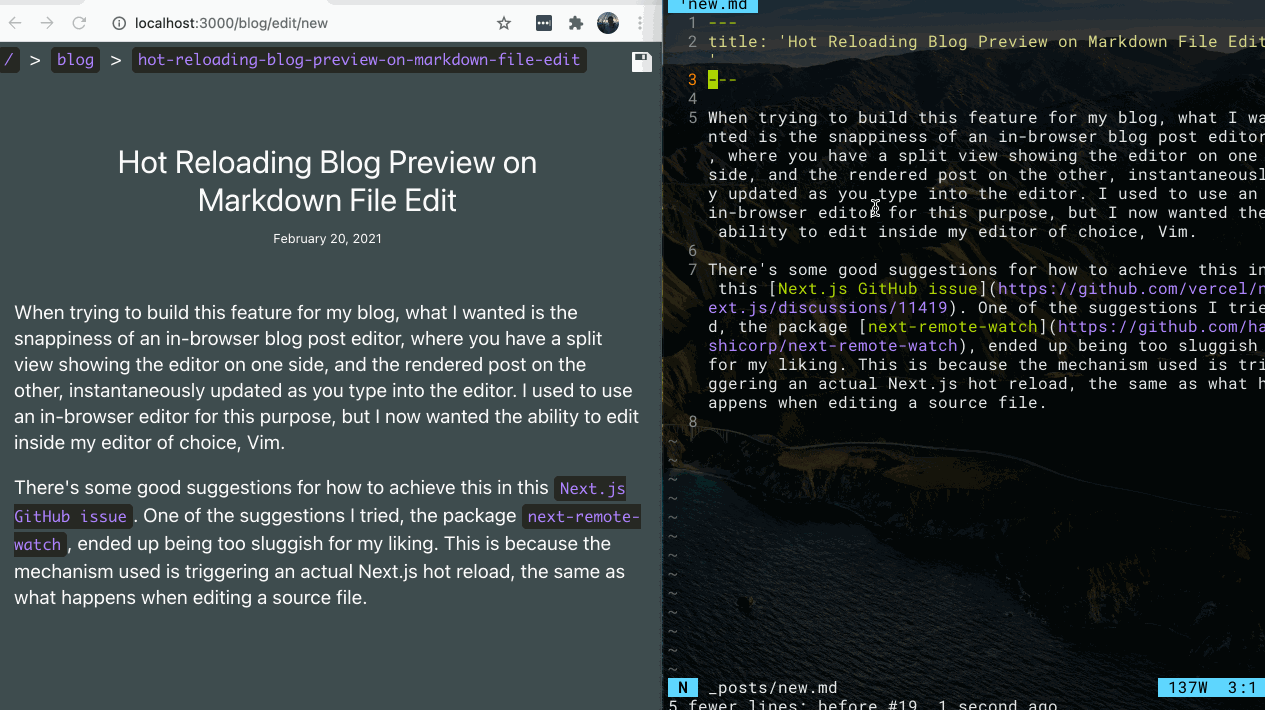 localhost:3000/blog/edit/new
/ > blog > hot-reloading-blog-preview-on-markdown-file-edit
Hot Reloading Blog Preview on
Markdown File Edit
February 20, 2021
When trying to build this feature for my blog, what I wanted is the
snappiness of an in-browser blog post editor, where you have a split
view showing the editor on one side, and the rendered post on the
other, instantaneously updated as you type into the editor. I used to use
an in-browser editor for this purpose, but I now wanted the ability to edit
inside my editor of choice, Vim.
There's some good suggestions for how to achieve this in this Next.js
GitHub issue. One of the suggestions I tried, the package next-remote-
watch, ended up being too sluggish for my liking. This is because the
mechanism used is triggering an actual Next.js hot reload, the same as
what happens when editing a source file.
new.md
1 ---
2 title: 'Hot Reloading Blog Preview on Markdown File Edit
'
3 ---
4
5 When trying to build this feature for my blog, what I wa
nted is the snappiness of an in-browser blog post editor
, where you have a split view showing the editor on one
side, and the rendered post on the other, instantaneousl
y updated as you type into the editor. I used to use an
in-browser editor for this purpose, but I now wanted the
ability to edit inside my editor of choice, Vim.
6
7 There's some good suggestions for how to achieve this in
this [Next.js GitHub issue](https://github.com/vercel/n
ext.js/discussions/11419). One of the suggestions I trie
d, the package [next-remote-watch](https://github.com/ha
shicorp/next-remote-watch), ended up being too sluggish
for my liking. This is because the mechanism used is tri
ggering an actual Next.js hot reload, the same as what h
appens when editing a source file.
8
~
~
~
~
~
~
~
~
~
~
~
~
~
N _posts/new.md 137W 3:1
5 fewer lines; before #19 1 second ago